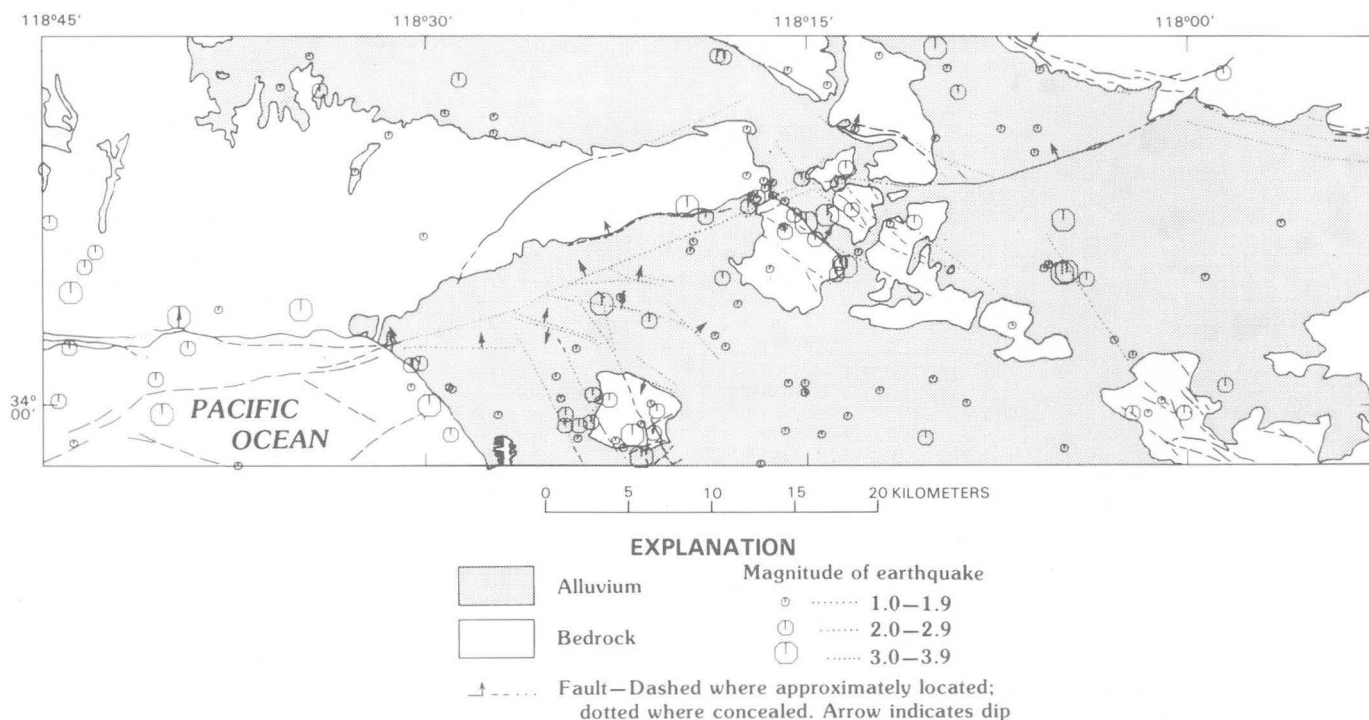 118°45' 118°30' 118°15' 118°00'
34°
00'
PACIFIC
OCEAN
0 5 10 15 20 KILOMETERS
EXPLANATION
Alluvium
Bedrock
Magnitude of earthquake
1.0—1.9
2.0—2.9
3.0—3.9
Fault—Dashed where approximately located;
dotted where concealed. Arrow indicates dip